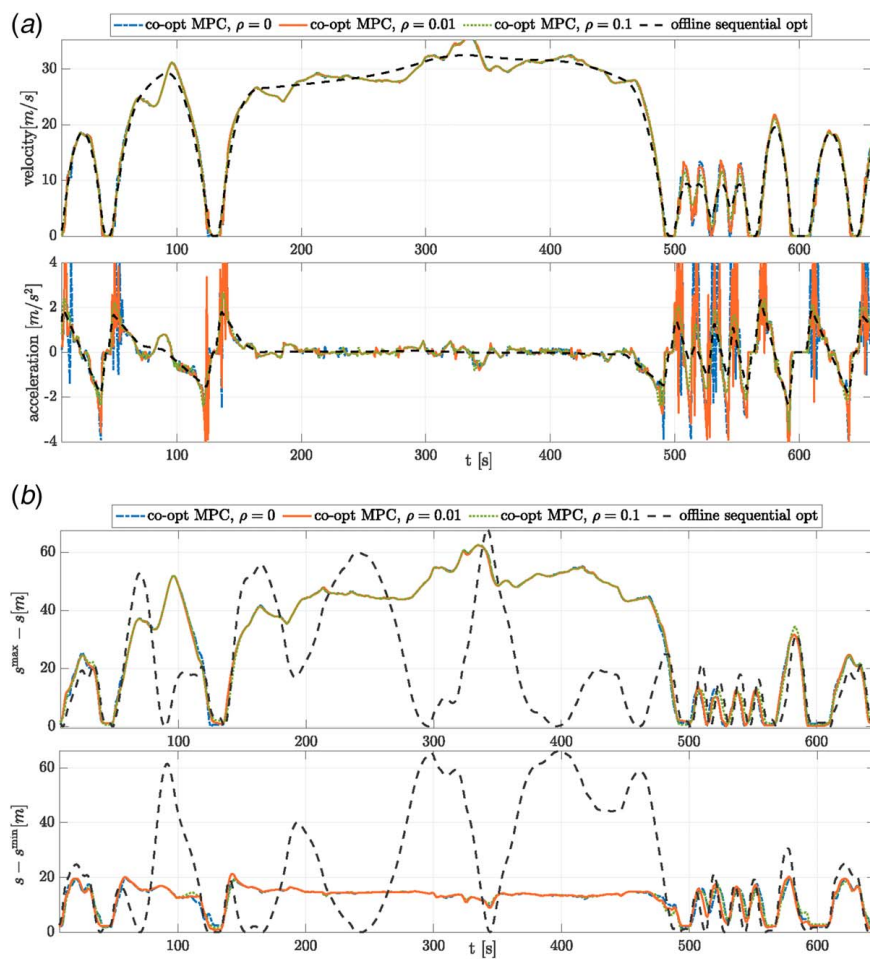 (a)
co-opt MPC, ρ = 0 co-opt MPC, ρ = 0.01 co-opt MPC, ρ = 0.1 offline sequential opt
velocity[m/s]
30
20
10
0
100 200 300 400 500 600
acceleration [m/s²]
4
2
0
-2
-4
100 200 300 400 500 600
t [s]
(b)
co-opt MPC, ρ = 0 co-opt MPC, ρ = 0.01 co-opt MPC, ρ = 0.1 offline sequential opt
sᵐᵃˣ − s[m]
60
40
20
0
100 200 300 400 500 600
s − sᵐⁱⁿ[m]
60
40
20
0
100 200 300 400 500 600
t [s]